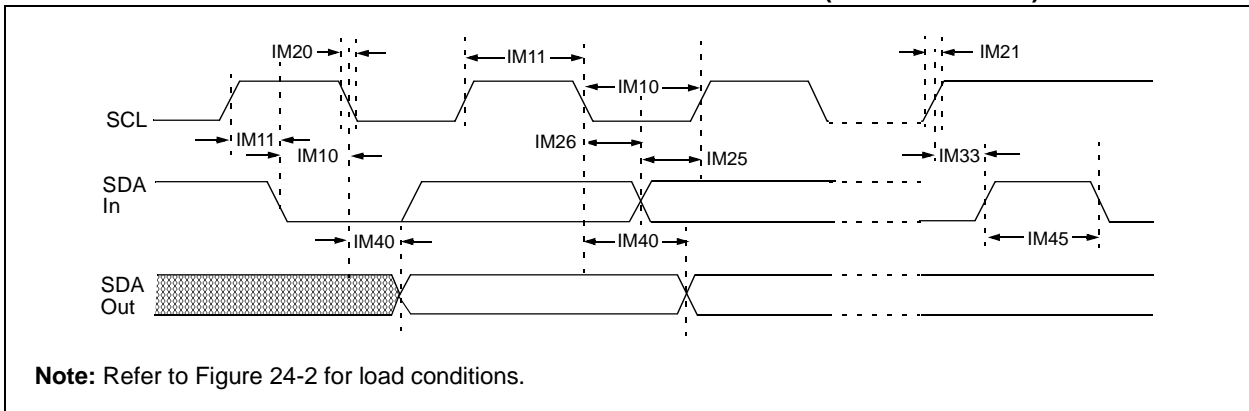 IM20
IM11
IM21
IM10
SCL
IM11
IM26
IM10
IM25
IM33
SDA
In
IM40
IM40
IM45
SDA
Out
Note: Refer to Figure 24-2 for load conditions.